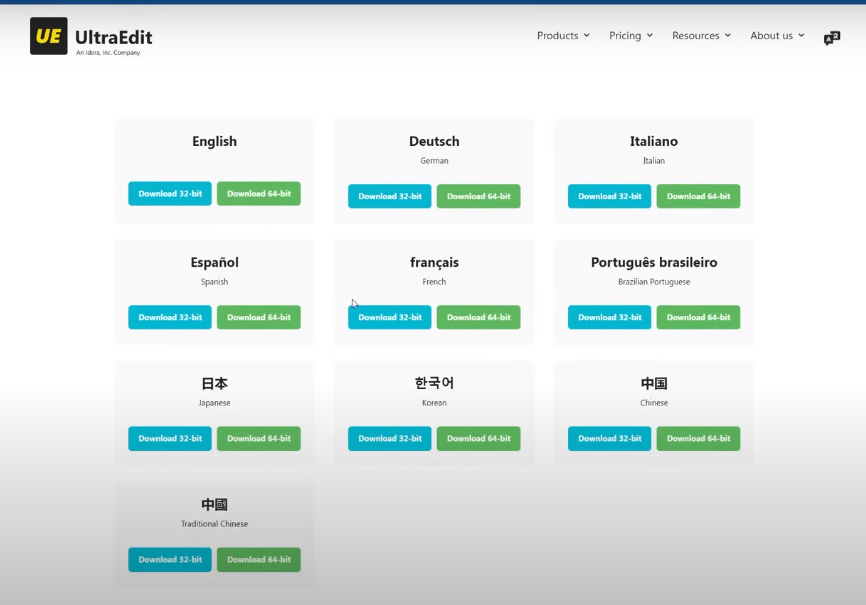 UE UltraEdit
An Idera, Inc. Company
Products
Pricing
Resources
About us
English
Download 32-bit
Download 64-bit
Deutsch
German
Download 32-bit
Download 64-bit
Italiano
Italian
Download 32-bit
Download 64-bit
Español
Spanish
Download 32-bit
Download 64-bit
français
French
Download 32-bit
Download 64-bit
Português brasileiro
Brazilian Portuguese
Download 32-bit
Download 64-bit
日本
Japanese
Download 32-bit
Download 64-bit
한국어
Korean
Download 32-bit
Download 64-bit
中国
Chinese
Download 32-bit
Download 64-bit
中國
Traditional Chinese
Download 32-bit
Download 64-bit